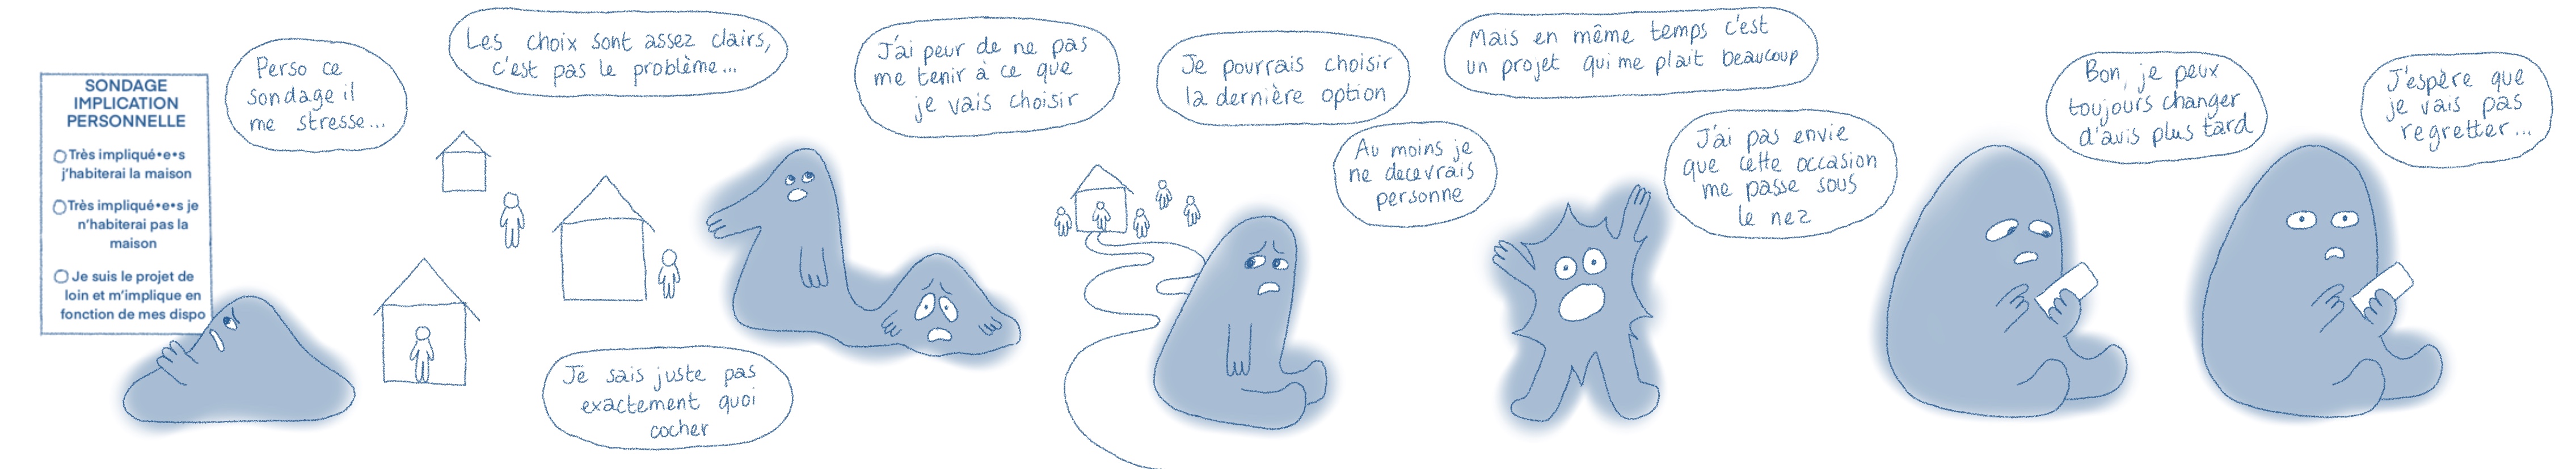 SONDAGE
IMPLICATION
PERSONNELLE
Très impliqué•e•s
j'habiterai la maison
Très impliqué•e•s je
n'habiterai pas la
maison
Je suis le projet de
loin et m'implique en
fonction de mes dispo
Perso ce
sondage il
me stresse...
Les choix sont assez clairs,
c'est pas le problème...
Je sais juste pas
exactement quoi
cocher
J'ai peur de ne pas
me tenir à ce que
je vais choisir
Je pourrais choisir
la dernière option
Au moins je
ne decevrais
personne
Mais en même temps c'est
un projet qui me plait beaucoup
J'ai pas envie
que cette occasion
me passe sous
le nez
Bon, je peux
toujours changer
d'avis plus tard
J'espère que
je vais pas
regretter...